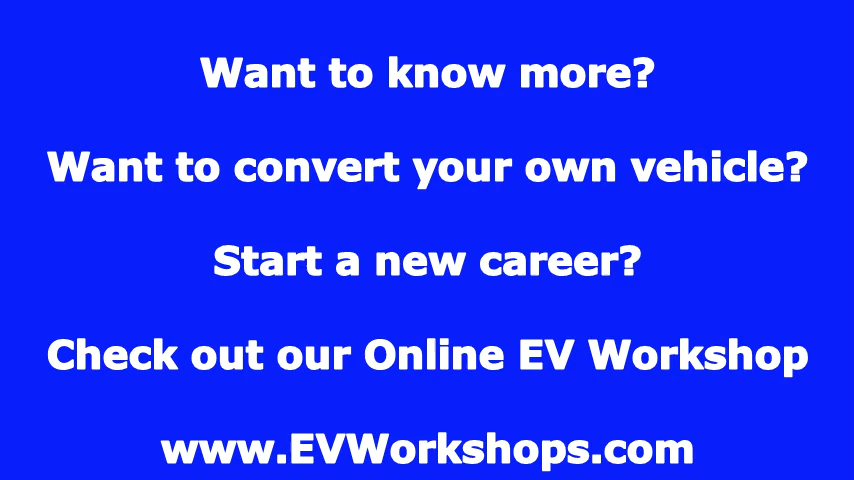 Want to know more?
Want to convert your own vehicle?
Start a new career?
Check out our Online EV Workshop
www.EVWorkshops.com